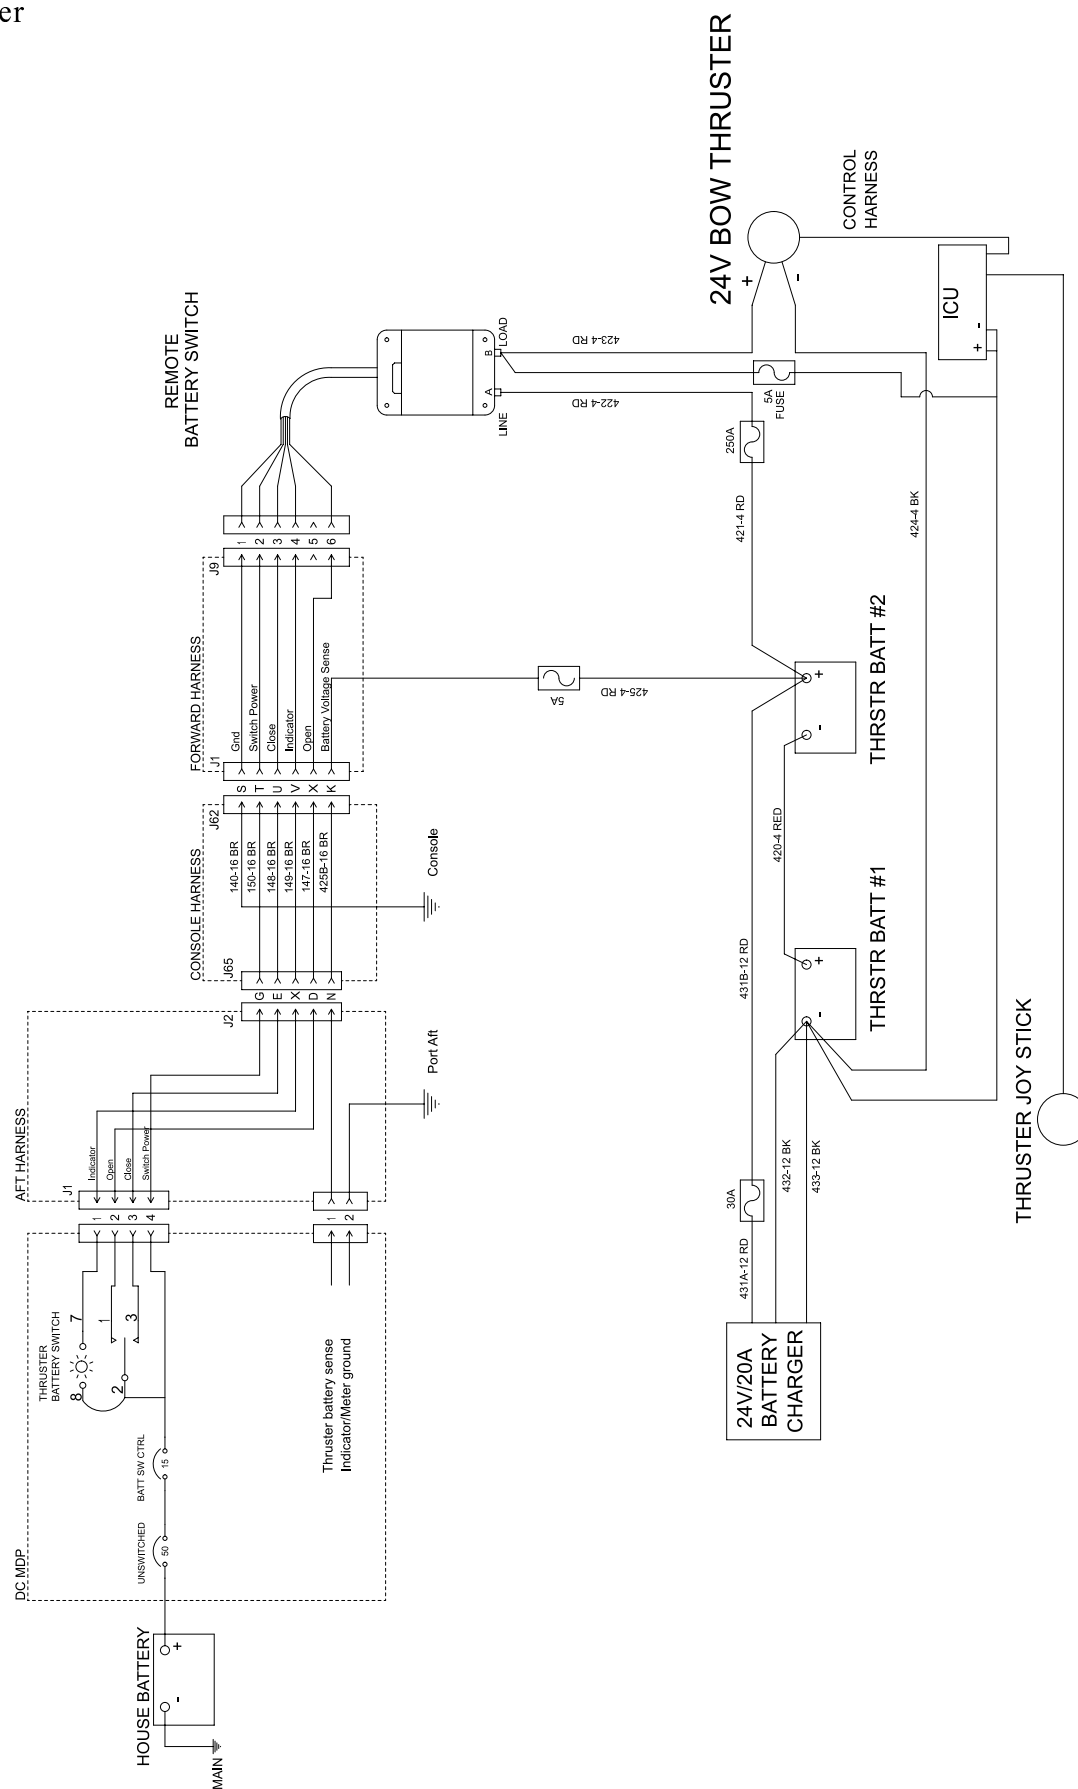 er
24V BOW THRUSTER
CONTROL
HARNESS
+
-
ICU
+
-
REMOTE
BATTERY SWITCH
LOAD
B
A
LINE
423-4 RD
422-4 RD
5A
FUSE
250A
421-4 RD
424-4 BK
J9
1
2
3
4
5
6
FORWARD HARNESS
Gnd
Switch Power
Close
Indicator
Open
Battery Voltage Sense
J1
S
T
U
V
X
K
J62
5A
425-4 RD
+
-
THRSTR BATT #2
420-4 RED
CONSOLE HARNESS
140-16 BR
150-16 BR
148-16 BR
149-16 BR
147-16 BR
425B-16 BR
Console
J65
G
E
X
D
N
J2
431B-12 RD
+
-
THRSTR BATT #1
AFT HARNESS
Port Aft
Indicator
Open
Close
Switch Power
J1
1
2
3
4
1
2
30A
431A-12 RD
432-12 BK
433-12 BK
THRUSTER JOY STICK
24V/20A
BATTERY
CHARGER
THRUSTER
BATTERY SWITCH
7
8
1
3
2
Thruster battery sense
Indicator/Meter ground
BATT SW CTRL
15
UNSWITCHED
50
DC MDP
HOUSE BATTERY
+
-
MAIN